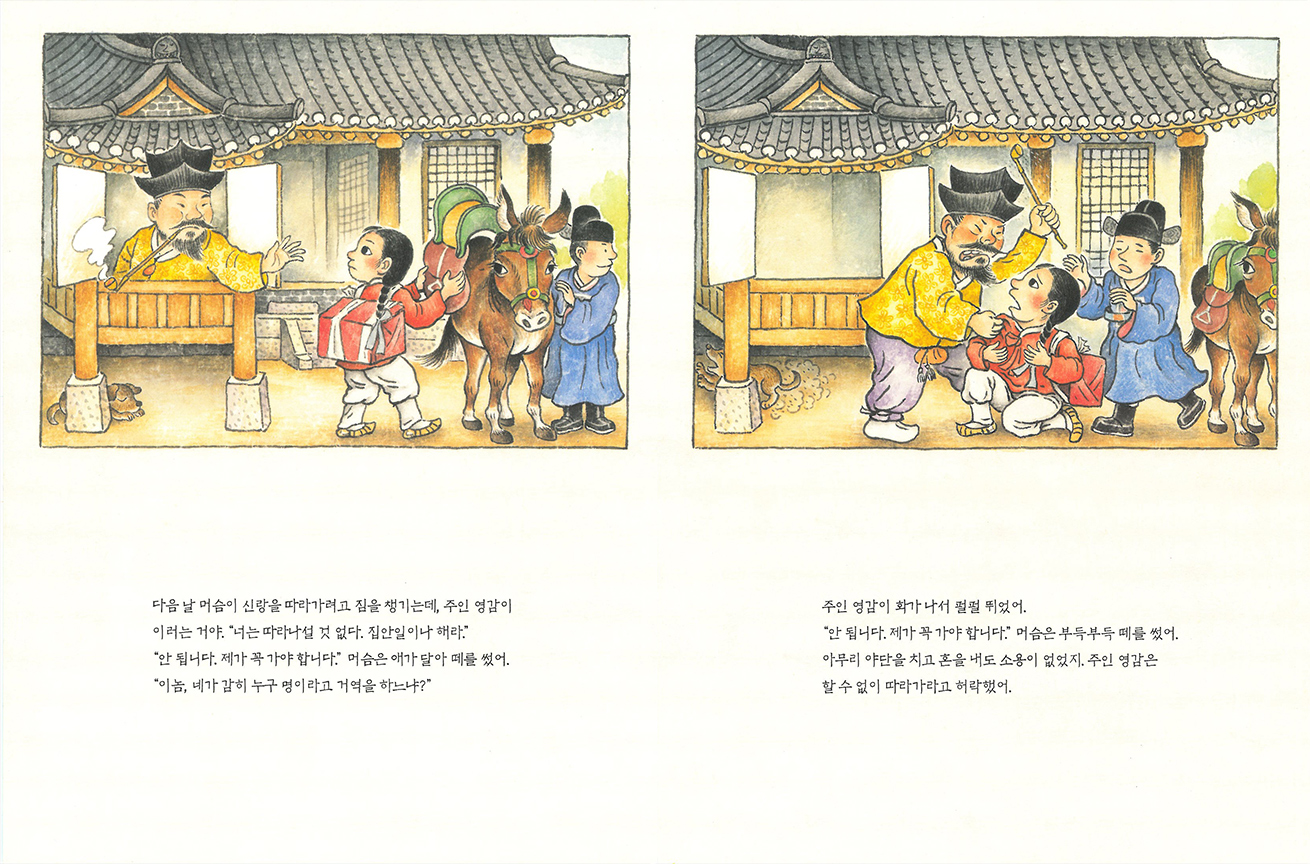 다음 날 머슴이 신랑을 따라가려고 짐을 챙기는데, 주인 영감이
이러는 거야. “너는 따라나설 것 없다. 집안일이나 해라.”
“안 됩니다. 제가 꼭 가야 합니다.” 머슴은 애가 달아 떼를 썼어.
“이놈, 네가 감히 누구 명이라고 거역을 하느냐?”
주인 영감이 화가 나서 펄펄 뛰었어.
“안 됩니다. 제가 꼭 가야 합니다.” 머슴은 부득부득 떼를 썼어.
아무리 야단을 치고 혼을 내도 소용이 없었지. 주인 영감은
할 수 없이 따라가라고 허락했어.